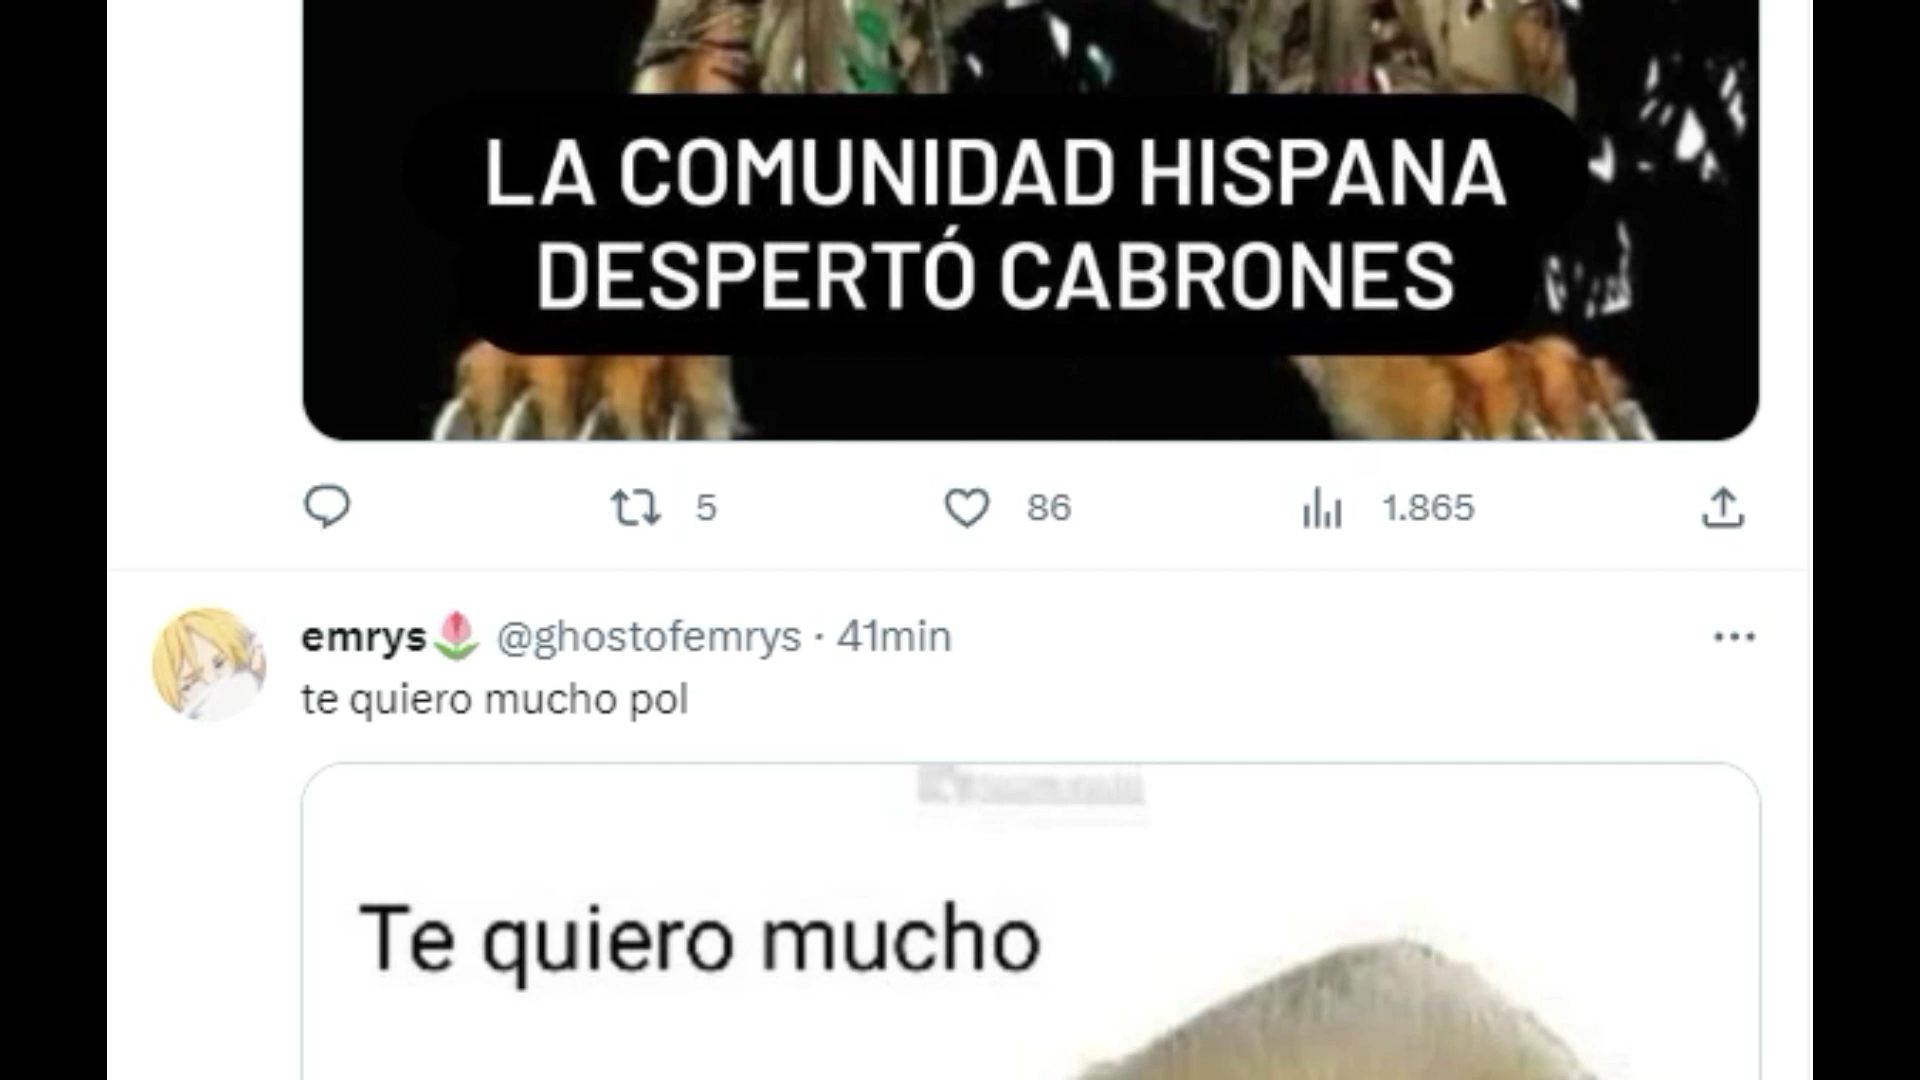 LA COMUNIDAD HISPANA
DESPERTÓ CABRONES
5 86 1.865
emrys🌷 @ghostofemrys · 41min
te quiero mucho pol
Te quiero mucho